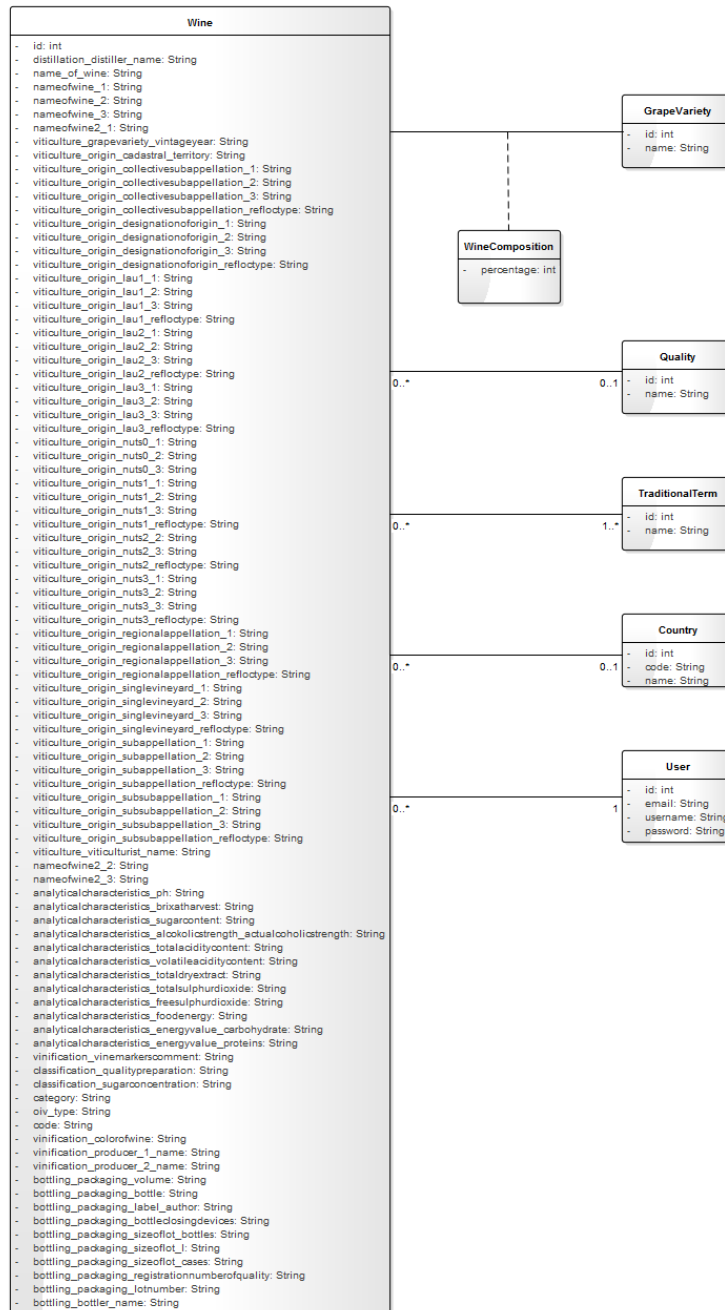 Wine
- id: int
- distillation_distiller_name: String
- name_of_wine: String
- nameofwine_1: String
- nameofwine_2: String
- nameofwine_3: String
- nameofwine2_1: String
- viticulture_grapevariety_vintageyear: String
- viticulture_origin_cadastral_territory: String
- viticulture_origin_collectivesubappellation_1: String
- viticulture_origin_collectivesubappellation_2: String
- viticulture_origin_collectivesubappellation_3: String
- viticulture_origin_collectivesubappellation_refloctype: String
- viticulture_origin_designationoforigin_1: String
- viticulture_origin_designationoforigin_2: String
- viticulture_origin_designationoforigin_3: String
- viticulture_origin_designationoforigin_refloctype: String
- viticulture_origin_lau1_1: String
- viticulture_origin_lau1_2: String
- viticulture_origin_lau1_3: String
- viticulture_origin_lau1_refloctype: String
- viticulture_origin_lau2_1: String
- viticulture_origin_lau2_2: String
- viticulture_origin_lau2_3: String
- viticulture_origin_lau2_refloctype: String
- viticulture_origin_lau3_1: String
- viticulture_origin_lau3_2: String
- viticulture_origin_lau3_3: String
- viticulture_origin_lau3_refloctype: String
- viticulture_origin_nuts0_1: String
- viticulture_origin_nuts0_2: String
- viticulture_origin_nuts0_3: String
- viticulture_origin_nuts1_1: String
- viticulture_origin_nuts1_2: String
- viticulture_origin_nuts1_3: String
- viticulture_origin_nuts1_refloctype: String
- viticulture_origin_nuts2_2: String
- viticulture_origin_nuts2_3: String
- viticulture_origin_nuts2_refloctype: String
- viticulture_origin_nuts3_1: String
- viticulture_origin_nuts3_2: String
- viticulture_origin_nuts3_3: String
- viticulture_origin_nuts3_refloctype: String
- viticulture_origin_regionalappellation_1: String
- viticulture_origin_regionalappellation_2: String
- viticulture_origin_regionalappellation_3: String
- viticulture_origin_regionalappellation_refloctype: String
- viticulture_origin_singlevineyard_1: String
- viticulture_origin_singlevineyard_2: String
- viticulture_origin_singlevineyard_3: String
- viticulture_origin_singlevineyard_refloctype: String
- viticulture_origin_subappellation_1: String
- viticulture_origin_subappellation_2: String
- viticulture_origin_subappellation_3: String
- viticulture_origin_subappellation_refloctype: String
- viticulture_origin_subsubappellation_1: String
- viticulture_origin_subsubappellation_2: String
- viticulture_origin_subsubappellation_3: String
- viticulture_origin_subsubappellation_refloctype: String
- viticulture_viticulturist_name: String
- nameofwine2_2: String
- nameofwine2_3: String
- analyticalcharacteristics_ph: String
- analyticalcharacteristics_brixatharvest: String
- analyticalcharacteristics_sugarcontent: String
- analyticalcharacteristics_alcokolicstrength_actualcoholicstrength: String
- analyticalcharacteristics_totalaciditycontent: String
- analyticalcharacteristics_volatileaciditycontent: String
- analyticalcharacteristics_totaldryextract: String
- analyticalcharacteristics_totalsulphurdioxide: String
- analyticalcharacteristics_freesulphurdioxide: String
- analyticalcharacteristics_foodenergy: String
- analyticalcharacteristics_energyvalue_carbohydrate: String
- analyticalcharacteristics_energyvalue_proteins: String
- vinification_vinemarkerscomment: String
- classification_qualitypreparation: String
- classification_sugarconcentration: String
- category: String
- oiv_type: String
- code: String
- vinification_colorofwine: String
- vinification_producer_1_name: String
- vinification_producer_2_name: String
- bottling_packaging_volume: String
- bottling_packaging_bottle: String
- bottling_packaging_label_author: String
- bottling_packaging_bottleclosingdevices: String
- bottling_packaging_sizeoflot_bottles: String
- bottling_packaging_sizeoflot_l: String
- bottling_packaging_sizeoflot_cases: String
- bottling_packaging_registrationnumberofquality: String
- bottling_packaging_lotnumber: String
- bottling_bottler_name: String
GrapeVariety
- id: int
- name: String
WineComposition
- percentage: int
0..* 0..1
Quality
- id: int
- name: String
0..* 1..*
TraditionalTerm
- id: int
- name: String
0..* 0..1
Country
- id: int
- code: String
- name: String
0..* 1
User
- id: int
- email: String
- username: String
- password: String